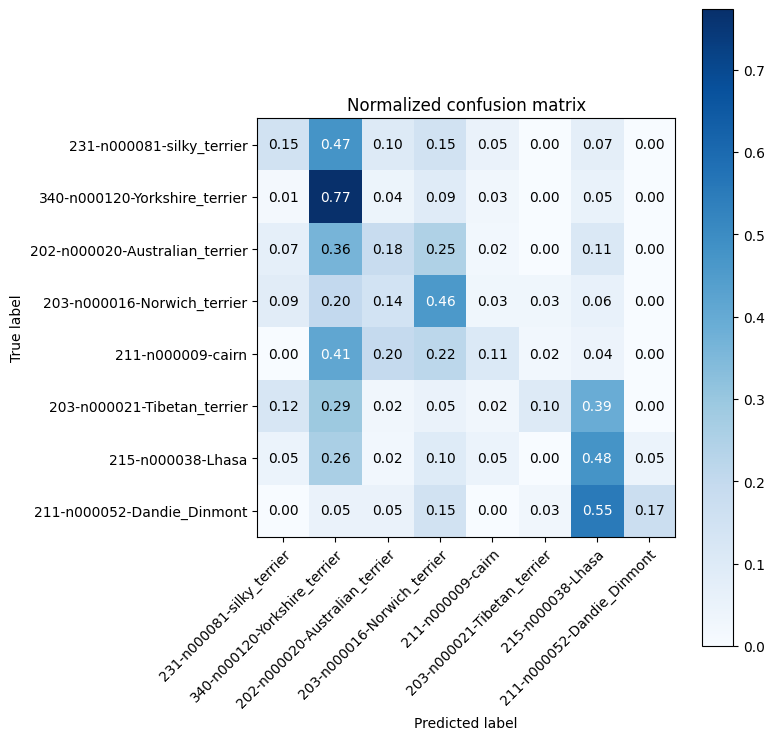 Normalized confusion matrix
True label
231-n000081-silky_terrier 0.15 0.47 0.10 0.15 0.05 0.00 0.07 0.00
340-n000120-Yorkshire_terrier 0.01 0.77 0.04 0.09 0.03 0.00 0.05 0.00
202-n000020-Australian_terrier 0.07 0.36 0.18 0.25 0.02 0.00 0.11 0.00
203-n000016-Norwich_terrier 0.09 0.20 0.14 0.46 0.03 0.03 0.06 0.00
211-n000009-cairn 0.00 0.41 0.20 0.22 0.11 0.02 0.04 0.00
203-n000021-Tibetan_terrier 0.12 0.29 0.02 0.05 0.02 0.10 0.39 0.00
215-n000038-Lhasa 0.05 0.26 0.02 0.10 0.05 0.00 0.48 0.05
211-n000052-Dandie_Dinmont 0.00 0.05 0.05 0.15 0.00 0.03 0.55 0.17
231-n000081-silky_terrier
340-n000120-Yorkshire_terrier
202-n000020-Australian_terrier
203-n000016-Norwich_terrier
211-n000009-cairn
203-n000021-Tibetan_terrier
215-n000038-Lhasa
211-n000052-Dandie_Dinmont
Predicted label
0.7
0.6
0.5
0.4
0.3
0.2
0.1
0.0